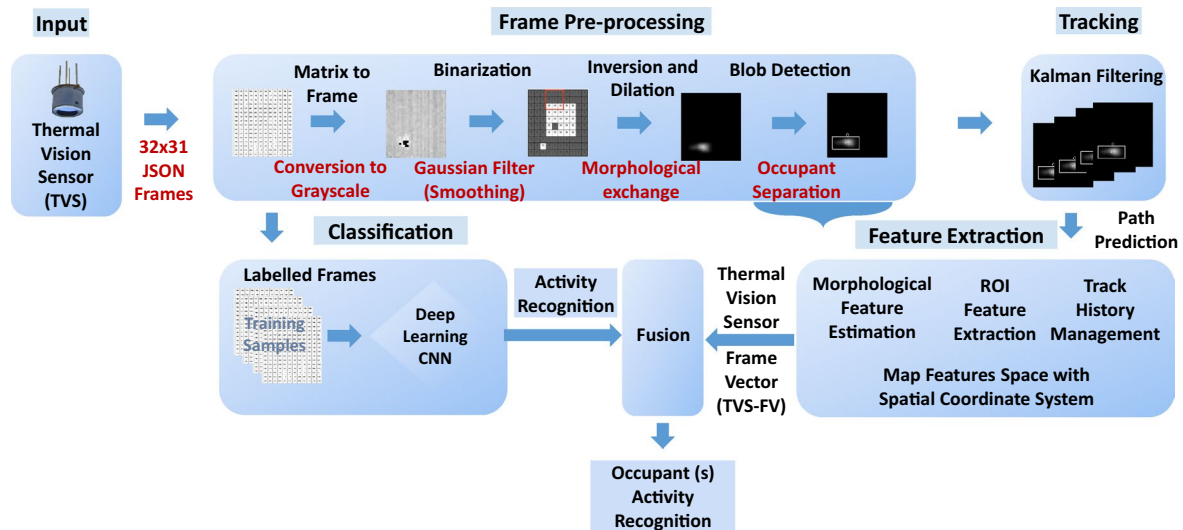 Input
Frame Pre-processing
Tracking
Thermal
Vision
Sensor
(TVS)
32x31
JSON
Frames
Matrix to
Frame
Binarization
Inversion and
Dilation
Blob Detection
Conversion to
Grayscale
Gaussian Filter
(Smoothing)
Morphological
exchange
Occupant
Separation
Kalman Filtering
Path
Prediction
Classification
Feature Extraction
Labelled Frames
Training
Samples
Deep
Learning
CNN
Activity
Recognition
Fusion
Thermal
Vision
Sensor
Frame
Vector
(TVS-FV)
Morphological
Feature
Estimation
ROI
Feature
Extraction
Track
History
Management
Map Features Space with
Spatial Coordinate System
Occupant (s)
Activity
Recognition